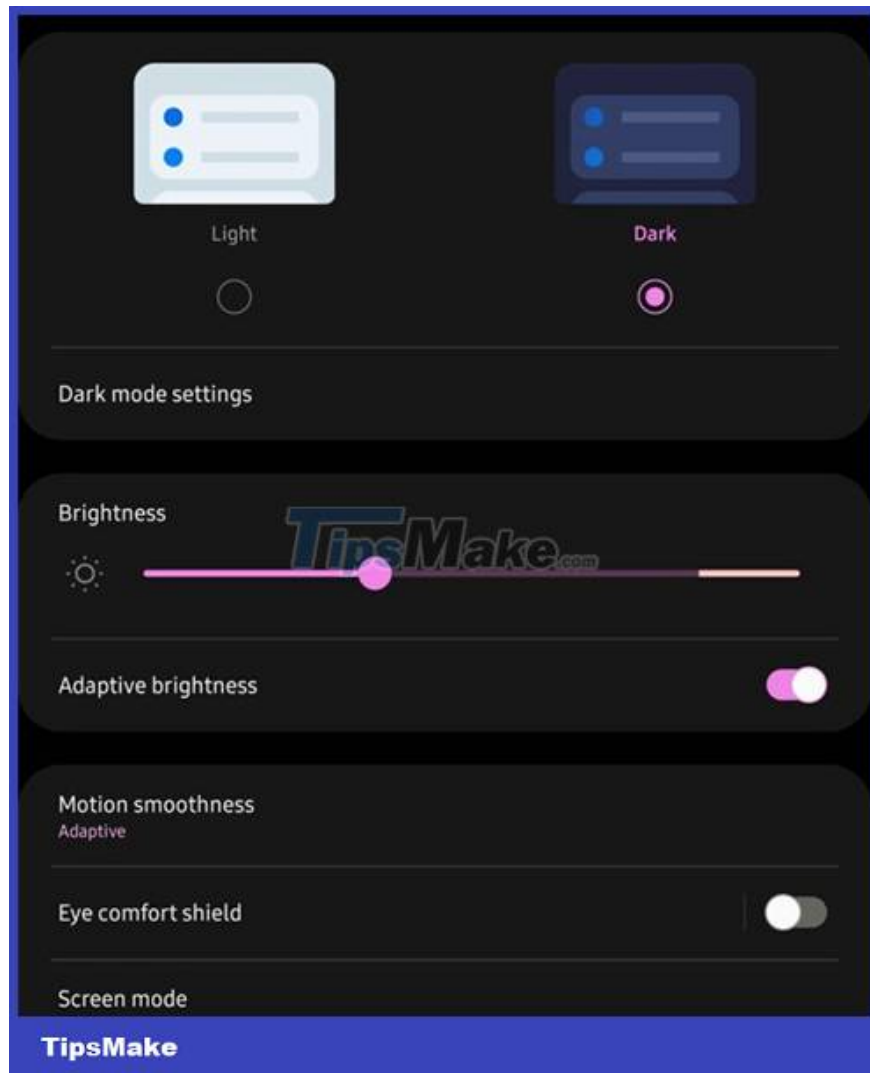 Light
Dark
Dark mode settings
Brightness
TipsMake.com
Adaptive brightness
Motion smoothness
Adaptive
Eye comfort shield
Screen mode
TipsMake